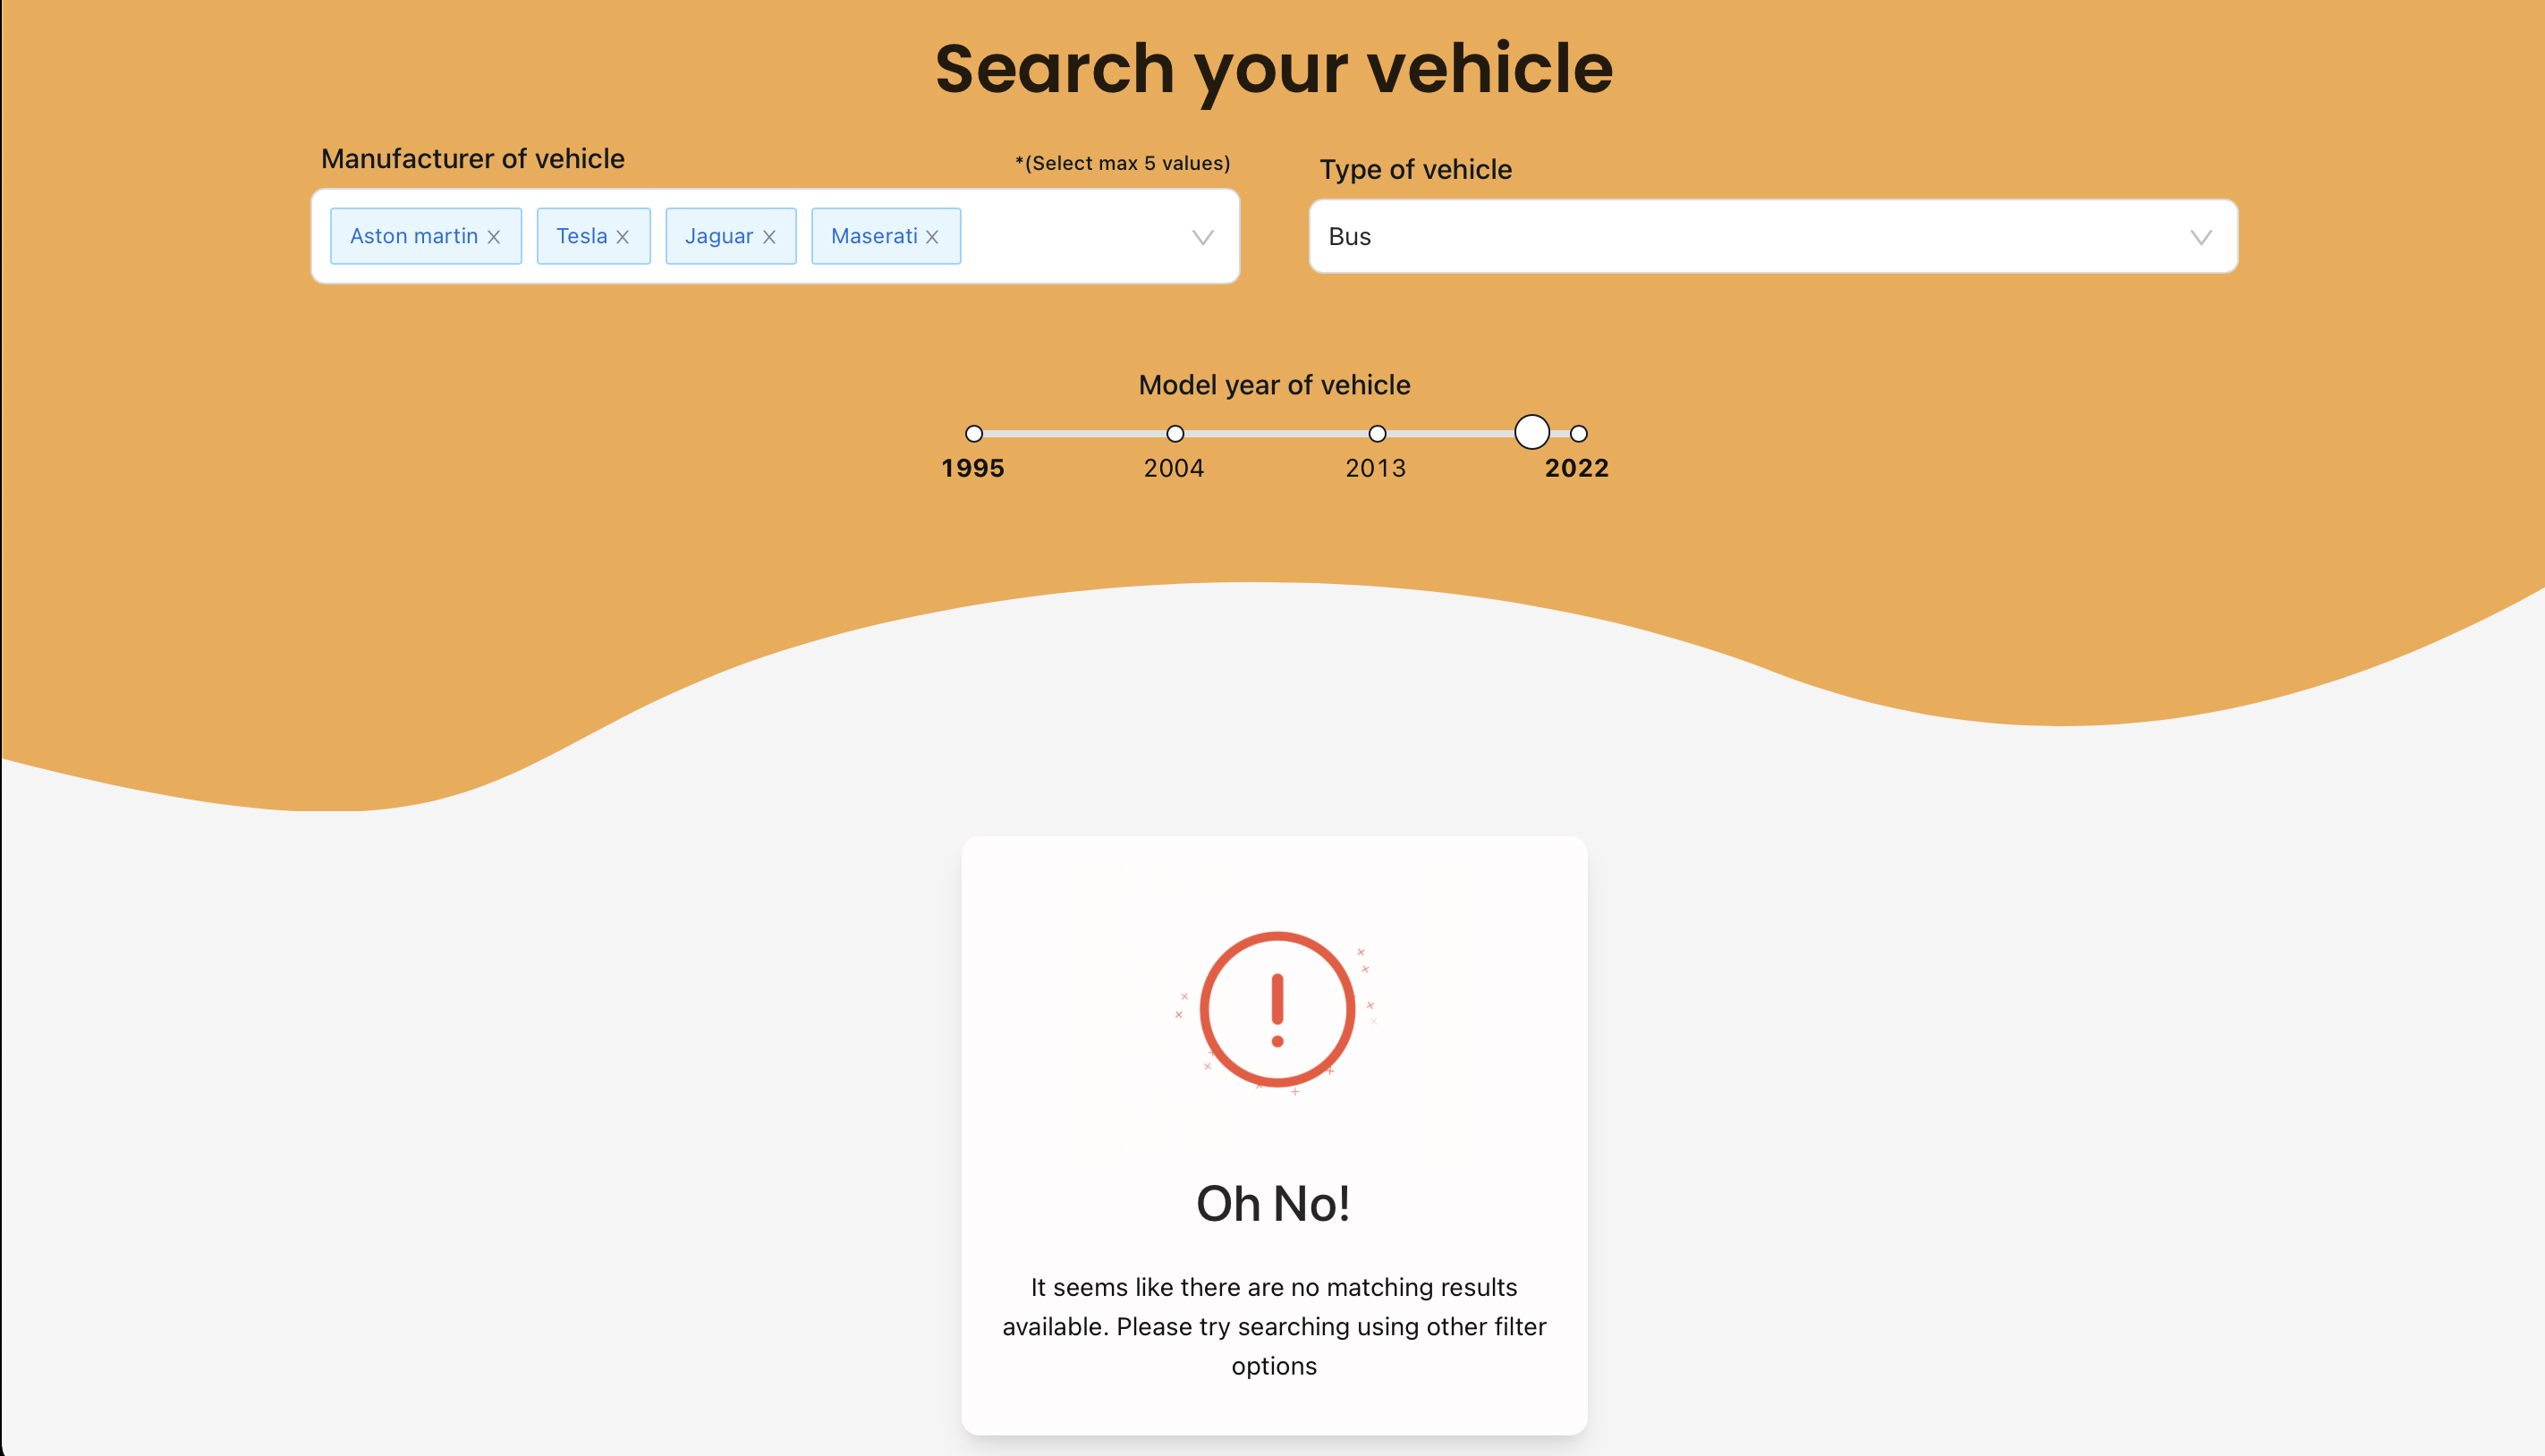 Search your vehicle
Manufacturer of vehicle
*(Select max 5 values)
Aston martin
Tesla
Jaguar
Maserati
Type of vehicle
Bus
Model year of vehicle
1995
2004
2013
2022
Oh No!
It seems like there are no matching results
available. Please try searching using other filter
options